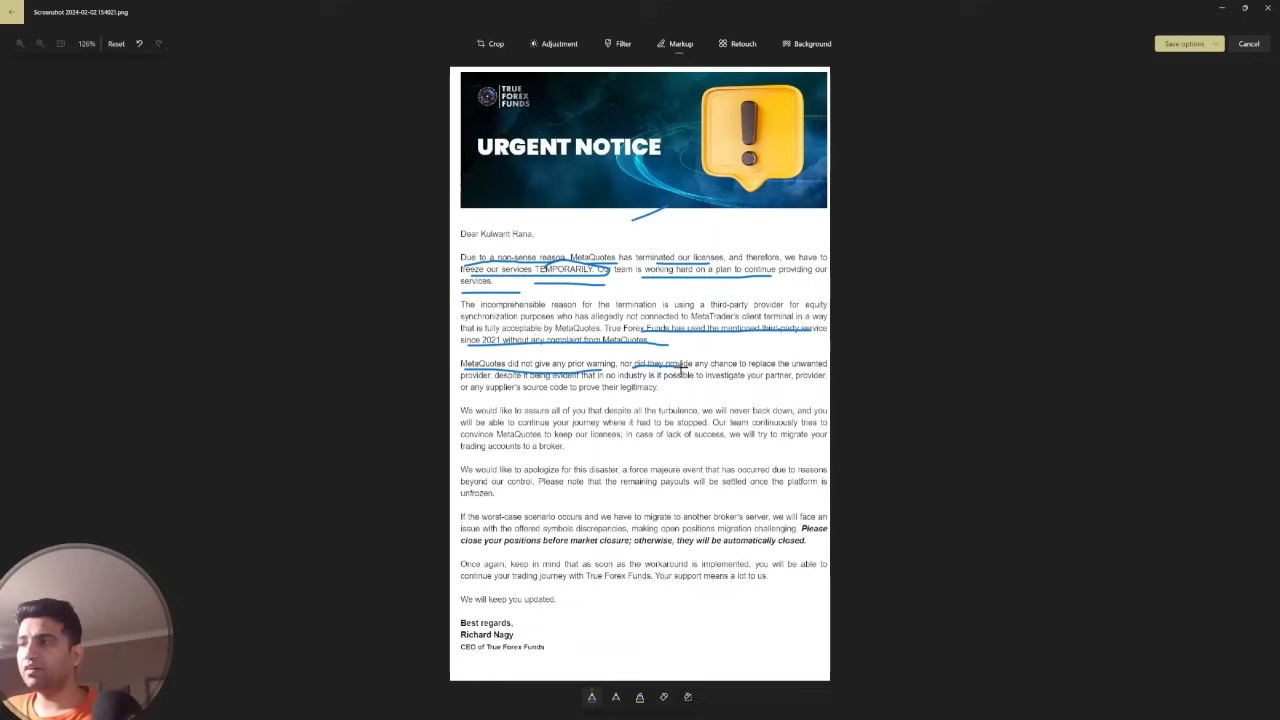 Screenshot 2024-02-02 154021.png
126% Reset Crop Adjustment Filter Markup Retouch Background Save options Cancel
TRUE
FOREX
FUNDS
URGENT NOTICE
Dear Kulwant Rana,
Due to a non-sense reason, MetaQuotes has terminated our licenses, and therefore, we have to
freeze our services TEMPORARILY. Our team is working hard on a plan to continue providing our
services.
The incomprehensible reason for the termination is using a third-party provider for equity
synchronization purposes who has allegedly not connected to MetaTrader's client terminal in a way
that is fully acceptable by MetaQuotes. True Forex Funds has used the mentioned third-party service
since 2021 without any complaint from MetaQuotes.
MetaQuotes did not give any prior warning, nor did they provide any chance to replace the unwanted
provider, despite it being evident that in no industry is it possible to investigate your partner, provider,
or any supplier's source code to prove their legitimacy.
We would like to assure all of you that despite all the turbulence, we will never back down, and you
will be able to continue your journey where it had to be stopped. Our team continuously tries to
convince MetaQuotes to keep our licenses; in case of lack of success, we will try to migrate your
trading accounts to a broker.
We would like to apologize for this disaster, a force majeure event that has occurred due to reasons
beyond our control. Please note that the remaining payouts will be settled once the platform is
unfrozen.
If the worst-case scenario occurs and we have to migrate to another broker's server, we will face an
issue with the offered symbols discrepancies, making open positions migration challenging. Please
close your positions before market closure; otherwise, they will be automatically closed.
Once again, keep in mind that as soon as the workaround is implemented, you will be able to
continue your trading journey with True Forex Funds. Your support means a lot to us.
We will keep you updated.
Best regards,
Richard Nagy
CEO of True Forex Funds